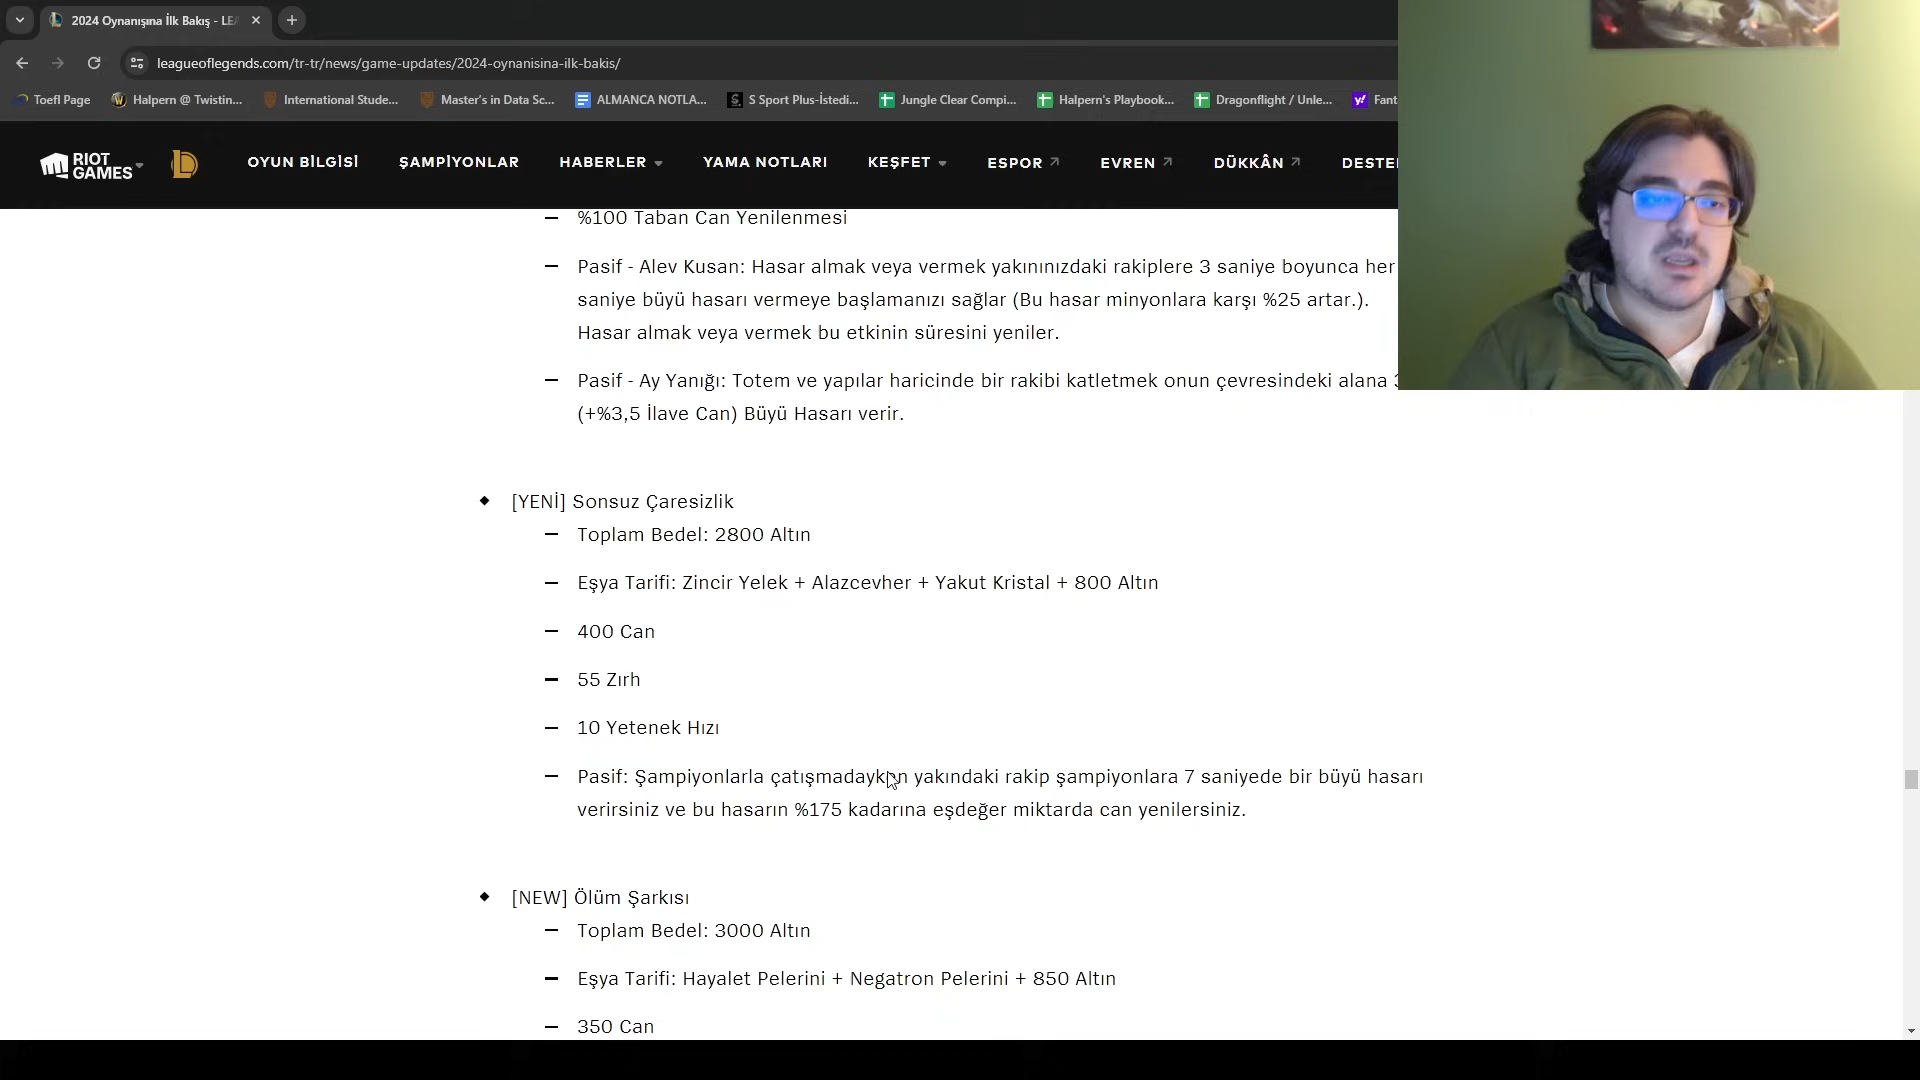 2024 Oynanışına İlk Bakış - LEA
leagueoflegends.com/tr-tr/news/game-updates/2024-oynanisina-ilk-bakis/
Toefl Page
Halpern @ Twistin...
International Stude...
Master's in Data Sc...
ALMANCA NOTLA...
S Sport Plus-İstedi...
Jungle Clear Compi...
Halpern's Playbook...
Dragonflight / Unle...
Fant
RIOT GAMES
OYUN BİLGİSİ
ŞAMPİYONLAR
HABERLER
YAMA NOTLARI
KEŞFET
ESPOR
EVREN
DÜKKÂN
DESTE
— %100 Taban Can Yenilenmesi
— Pasif - Alev Kusan: Hasar almak veya vermek yakınınızdaki rakiplere 3 saniye boyunca her
saniye büyü hasarı vermeye başlamanızı sağlar (Bu hasar minyonlara karşı %25 artar.).
Hasar almak veya vermek bu etkinin süresini yeniler.
— Pasif - Ay Yanığı: Totem ve yapılar haricinde bir rakibi katletmek onun çevresindeki alana
(+%3,5 İlave Can) Büyü Hasarı verir.
◆ [YENİ] Sonsuz Çaresizlik
— Toplam Bedel: 2800 Altın
— Eşya Tarifi: Zincir Yelek + Alazcevher + Yakut Kristal + 800 Altın
— 400 Can
— 55 Zırh
— 10 Yetenek Hızı
— Pasif: Şampiyonlarla çatışmadayken yakındaki rakip şampiyonlara 7 saniyede bir büyü hasarı
verirsiniz ve bu hasarın %175 kadarına eşdeğer miktarda can yenilersiniz.
◆ [NEW] Ölüm Şarkısı
— Toplam Bedel: 3000 Altın
— Eşya Tarifi: Hayalet Pelerini + Negatron Pelerini + 850 Altın
— 350 Can